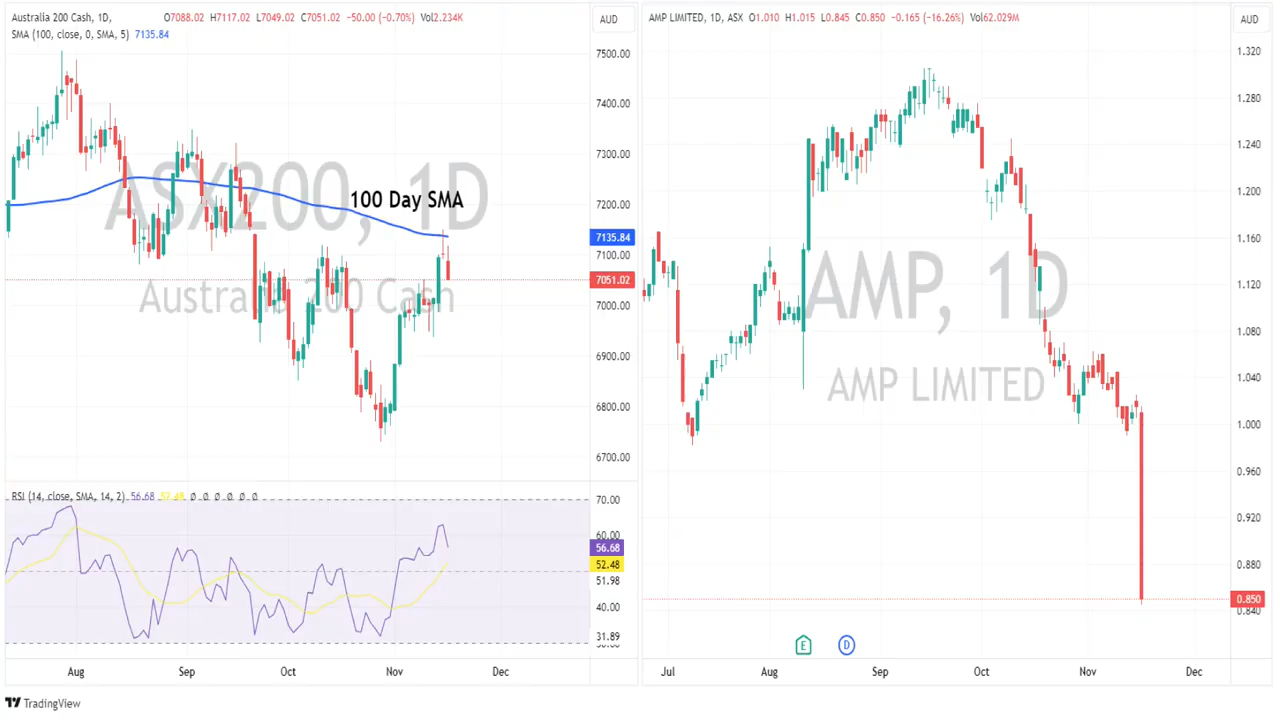 Australia 200 Cash, 1D, O7088.02 H7117.02 L7049.02 C7051.02 -50.00 (-0.70%) Vol2.234K
SMA (100, close, 0, SMA, 5) 7135.84
AUD
7500.00
7400.00
7300.00
7200.00
7135.84
7100.00
7051.02
7000.00
6900.00
6800.00
6700.00
ASX200, 1D
Australia 200 Cash
100 Day SMA
RSI (14, close, SMA, 14, 2) 56.68 52.48 Ø Ø Ø Ø Ø Ø
70.00
60.00
56.68
52.48
51.98
40.00
31.89
30.00
Aug Sep Oct Nov Dec
AMP LIMITED, 1D, ASX O1.010 H1.015 L0.845 C0.850 -0.165 (-16.26%) Vol62.029M
AUD
1.320
1.280
1.240
1.200
1.160
1.120
1.080
1.040
1.000
0.960
0.920
0.880
0.850
0.840
AMP, 1D
AMP LIMITED
E D
Jul Aug Sep Oct Nov Dec
TradingView